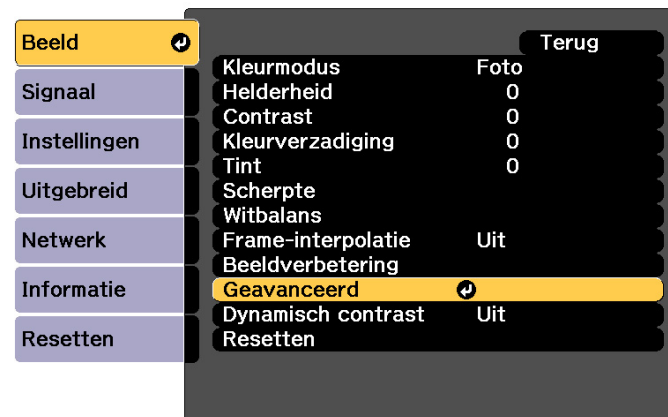 Beeld
Signaal
Instellingen
Uitgebreid
Netwerk
Informatie
Resetten
Terug
Kleurmodus Foto
Helderheid 0
Contrast 0
Kleurverzadiging 0
Tint 0
Scherpte
Witbalans
Frame-interpolatie Uit
Beeldverbetering
Geavanceerd
Dynamisch contrast Uit
Resetten